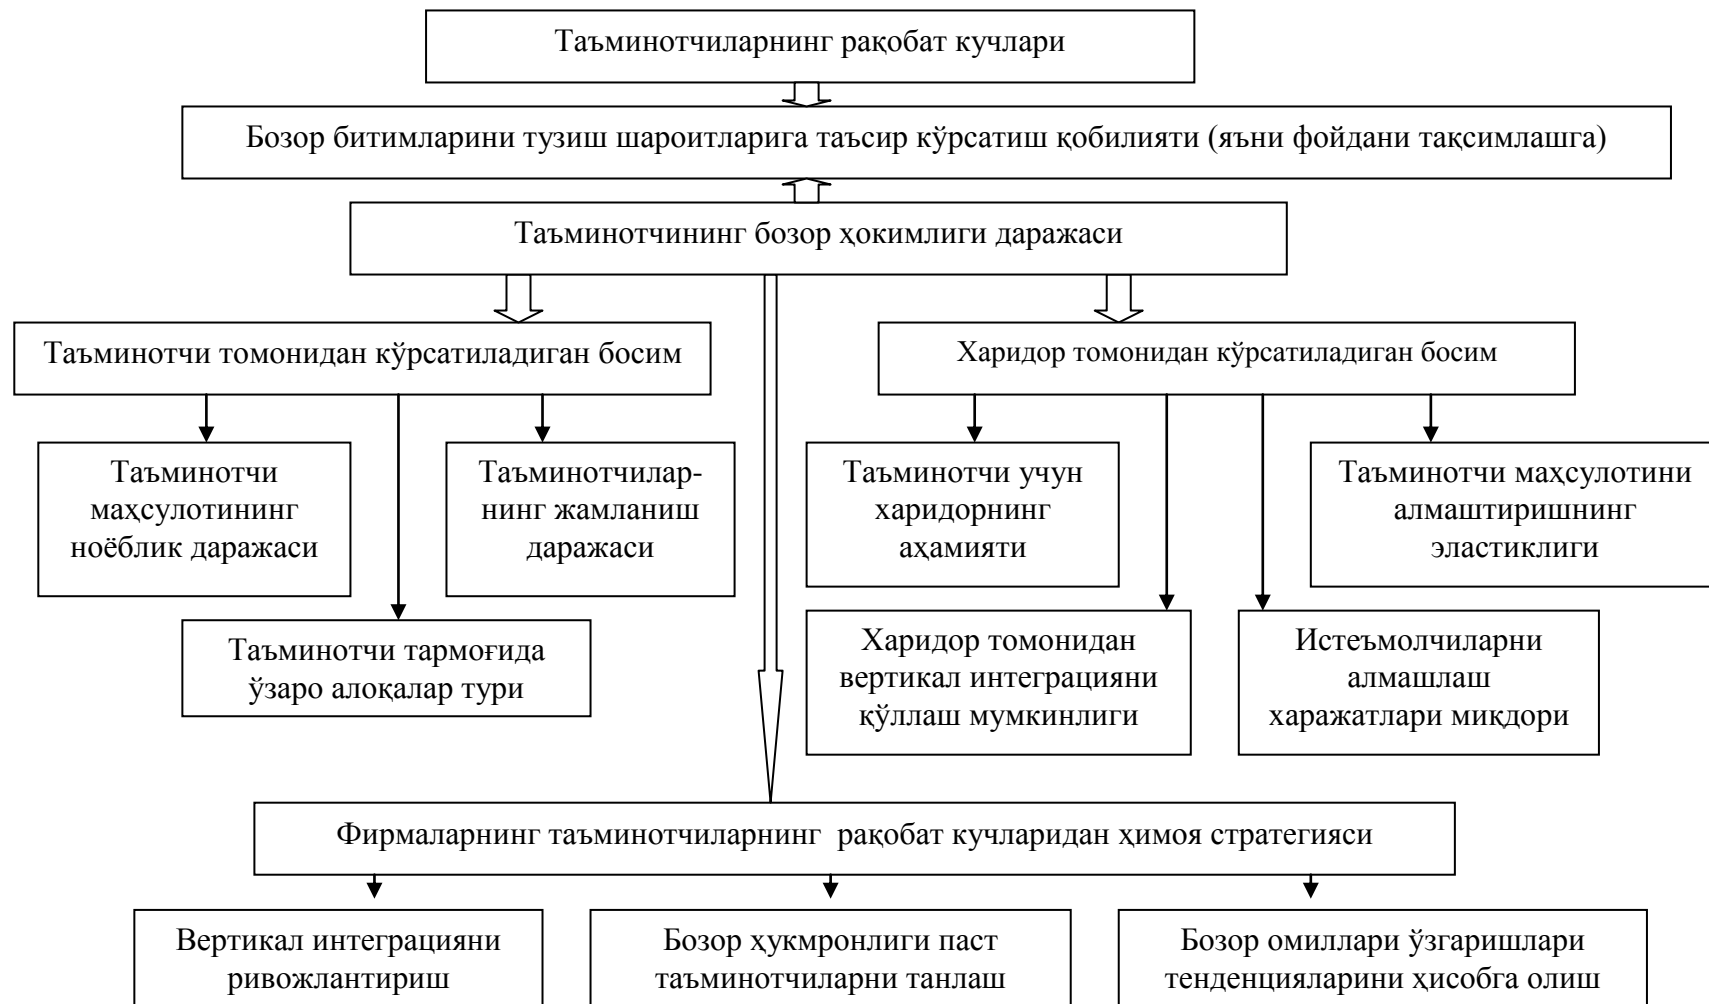 Таъминотчиларнинг рақобат кучлари
Бозор битимларини тузиш шароитларига таъсир кўрсатиш қобилияти (яъни фойдани тақсимлашга)
Таъминотчининг бозор ҳокимлиги даражаси
Таъминотчи томонидан кўрсатиладиган босим
Харидор томонидан кўрсатиладиган босим
Таъминотчи
маҳсулотининг
ноёблик даражаси
Таъминотчилар-
нинг жамланиш
даражаси
Таъминотчи учун
харидорнинг
аҳамияти
Таъминотчи маҳсулотини
алмаштиришнинг
эластиклиги
Таъминотчи тармоғида
ўзаро алоқалар тури
Харидор томонидан
вертикал интеграцияни
қўллаш мумкинлиги
Истеъмолчиларни
алмашлаш
харажатлари миқдори
Фирмаларнинг таъминотчиларнинг рақобат кучларидан ҳимоя стратегияси
Вертикал интеграцияни
ривожлантириш
Бозор ҳукмронлиги паст
таъминотчиларни танлаш
Бозор омиллари ўзгаришлари
тенденцияларини ҳисобга олиш